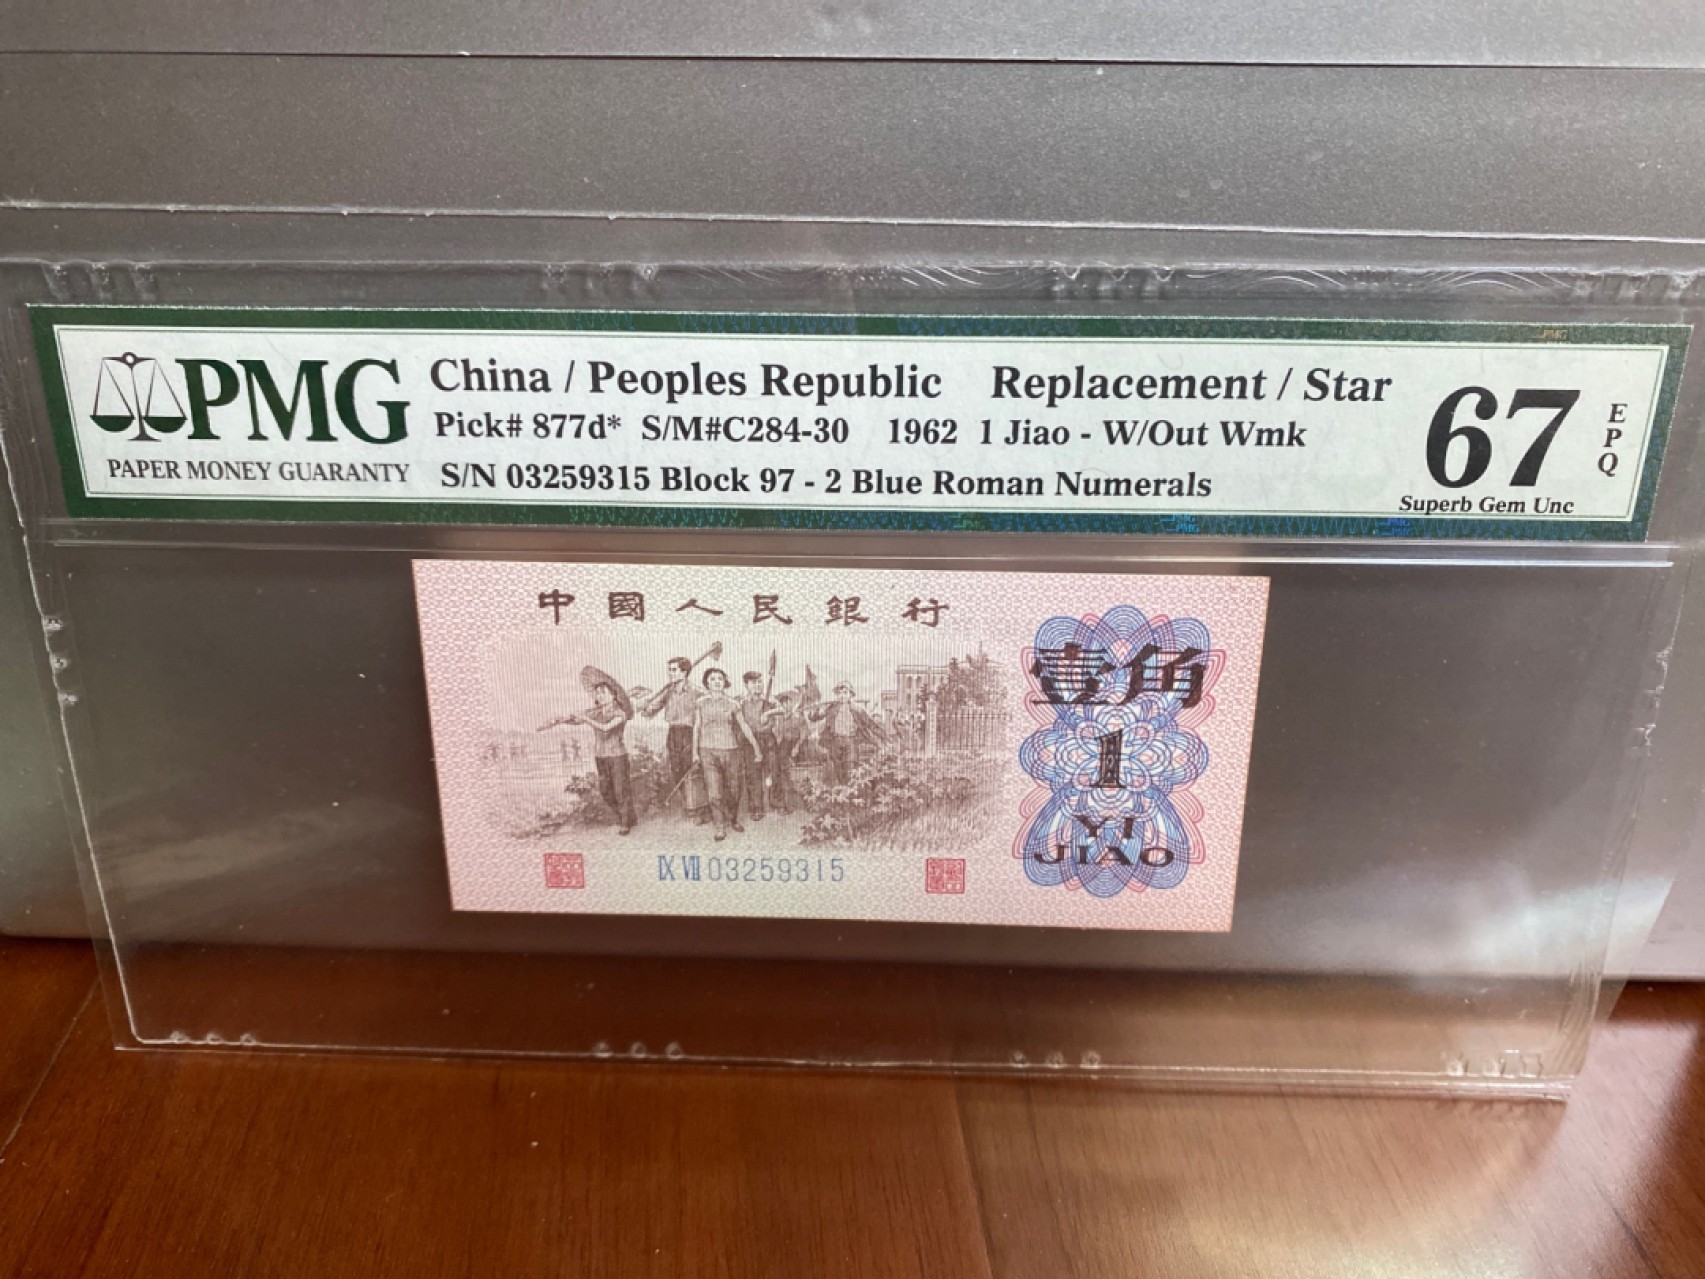 PMG
PAPER MONEY GUARANTY
China / Peoples Republic Replacement / Star
Pick# 877d* S/M#C284-30 1962 1 Jiao - W/Out Wmk
S/N 03259315 Block 97 - 2 Blue Roman Numerals
67
EPQ
Superb Gem Unc
中國人民銀行
壹角
1
YI
JIAO
IX VII 03259315